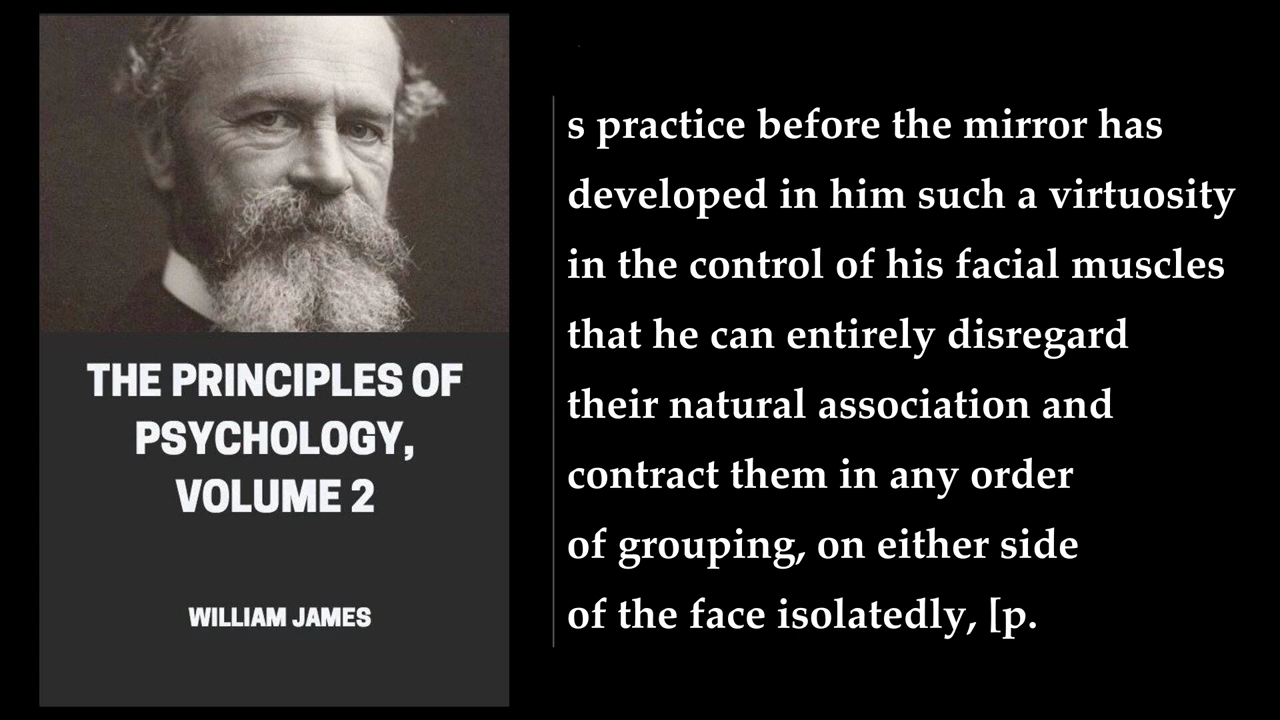 THE PRINCIPLES OF
PSYCHOLOGY,
VOLUME 2
WILLIAM JAMES
s practice before the mirror has
developed in him such a virtuosity
in the control of his facial muscles
that he can entirely disregard
their natural association and
contract them in any order
of grouping, on either side
of the face isolatedly, [p.